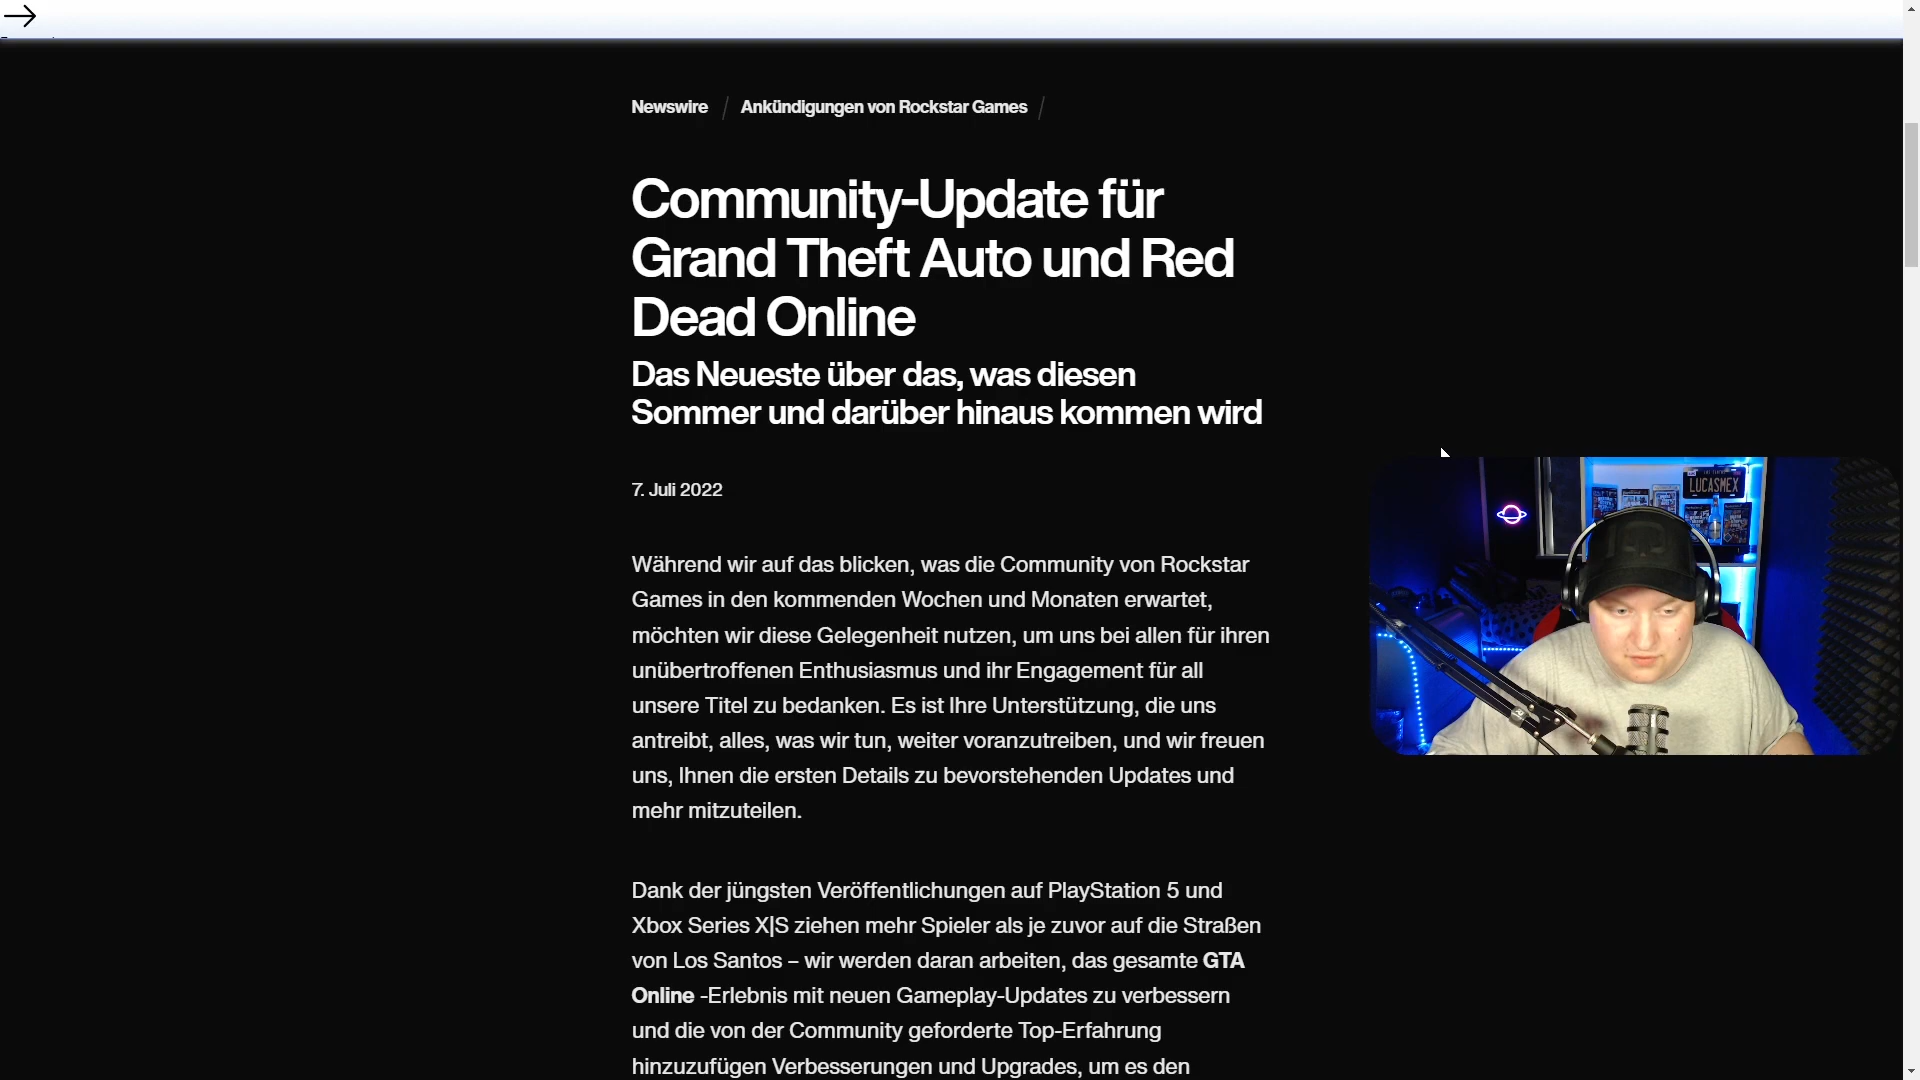 Newswire / Ankündigungen von Rockstar Games /
Community-Update für
Grand Theft Auto und Red
Dead Online
Das Neueste über das, was diesen
Sommer und darüber hinaus kommen wird
7. Juli 2022
LUCASMEX
Während wir auf das blicken, was die Community von Rockstar
Games in den kommenden Wochen und Monaten erwartet,
möchten wir diese Gelegenheit nutzen, um uns bei allen für ihren
unübertroffenen Enthusiasmus und ihr Engagement für all
unsere Titel zu bedanken. Es ist Ihre Unterstützung, die uns
antreibt, alles, was wir tun, weiter voranzutreiben, und wir freuen
uns, Ihnen die ersten Details zu bevorstehenden Updates und
mehr mitzuteilen.
Dank der jüngsten Veröffentlichungen auf PlayStation 5 und
Xbox Series X|S ziehen mehr Spieler als je zuvor auf die Straßen
von Los Santos – wir werden daran arbeiten, das gesamte GTA
Online -Erlebnis mit neuen Gameplay-Updates zu verbessern
und die von der Community geforderte Top-Erfahrung
hinzuzufügen Verbesserungen und Upgrades, um es den